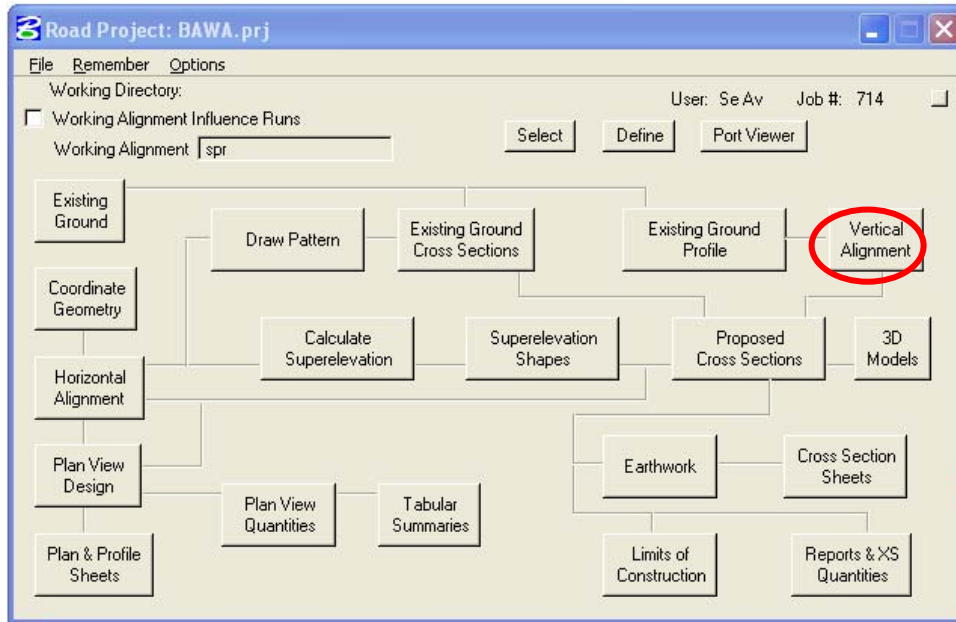 Road Project: BAWA.prj
File Remember Options
Working Directory:
User: Se Av Job #: 714
Working Alignment Influence Runs
Working Alignment spr
Select Define Port Viewer
Existing
Ground
Draw Pattern
Existing Ground
Cross Sections
Existing Ground
Profile
Vertical
Alignment
Coordinate
Geometry
Calculate
Superelevation
Superelevation
Shapes
Proposed
Cross Sections
3D
Models
Horizontal
Alignment
Plan View
Design
Earthwork
Cross Section
Sheets
Plan View
Quantities
Tabular
Summaries
Plan & Profile
Sheets
Limits of
Construction
Reports & XS
Quantities